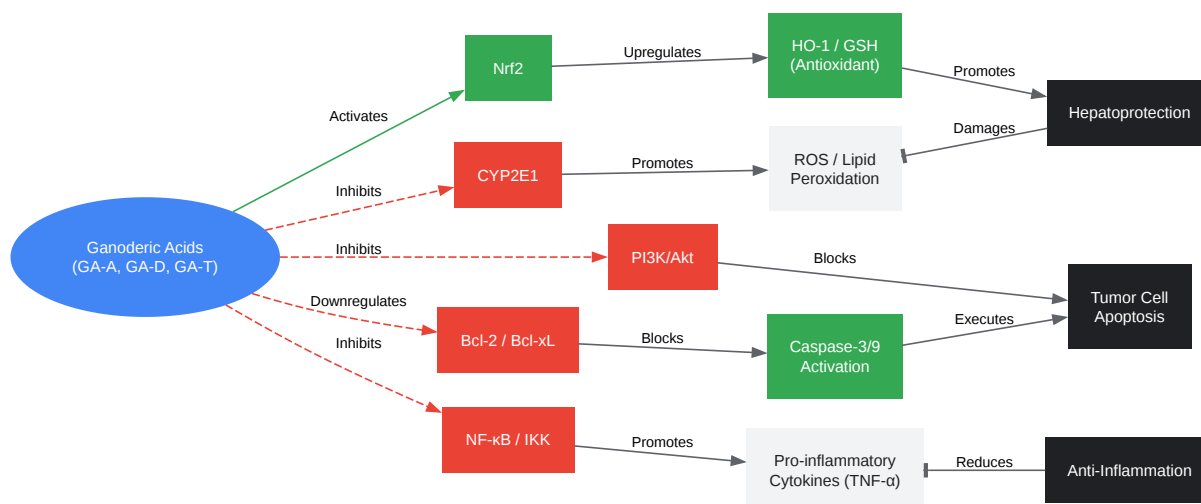 Nrf2
Upregulates
HO-1 / GSH
(Antioxidant)
Promotes
Hepatoprotection
Activates
Damages
CYP2E1
Promotes
ROS / Lipid
Peroxidation
Inhibits
Ganoderic Acids
(GA-A, GA-D, GA-T)
Inhibits
PI3K/Akt
Blocks
Tumor Cell
Apoptosis
Downregulates
Bcl-2 / Bcl-xL
Blocks
Caspase-3/9
Activation
Executes
Inhibits
NF-κB / IKK
Promotes
Pro-inflammatory
Cytokines (TNF-α)
Reduces
Anti-Inflammation